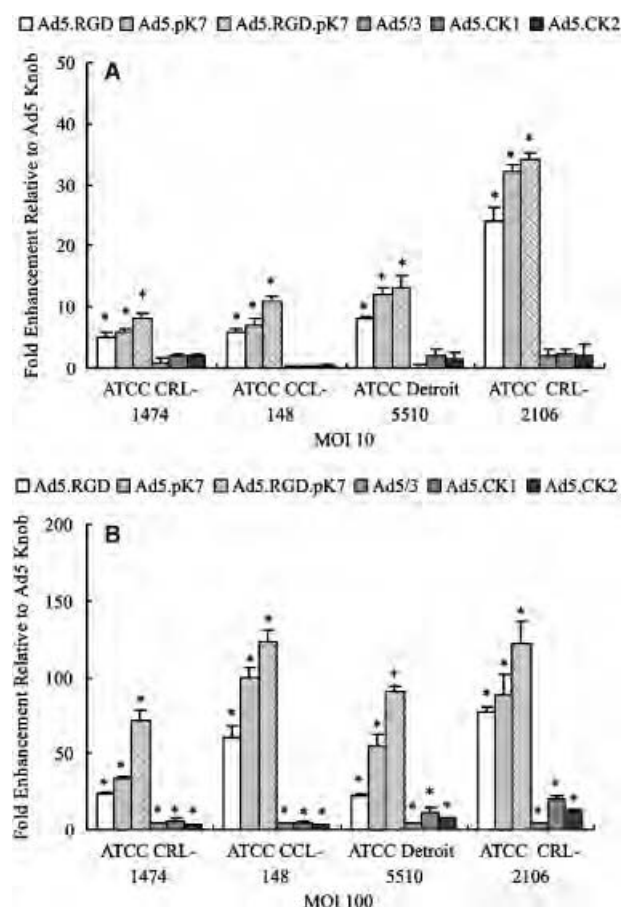 Ad5.RGD Ad5.pK7 Ad5.RGD.pK7 Ad5/3 Ad5.CK1 Ad5.CK2
A
Fold Enhancement Relative to Ad5 Knob
50
40
30
20
10
0
* * +
* * *
* + *
* * *
ATCC CRL-1474 ATCC CCL-148 ATCC Detroit 5510 ATCC CRL-2106
MOI 10
Ad5.RGD Ad5.pK7 Ad5.RGD.pK7 Ad5/3 Ad5.CK1 Ad5.CK2
B
Fold Enhancement Relative to Ad5 Knob
200
150
100
50
0
* * * * * *
* * * * * *
* * + * * *
* * * * * *
ATCC CRL-1474 ATCC CCL-148 ATCC Detroit 5510 ATCC CRL-2106
MOI 100